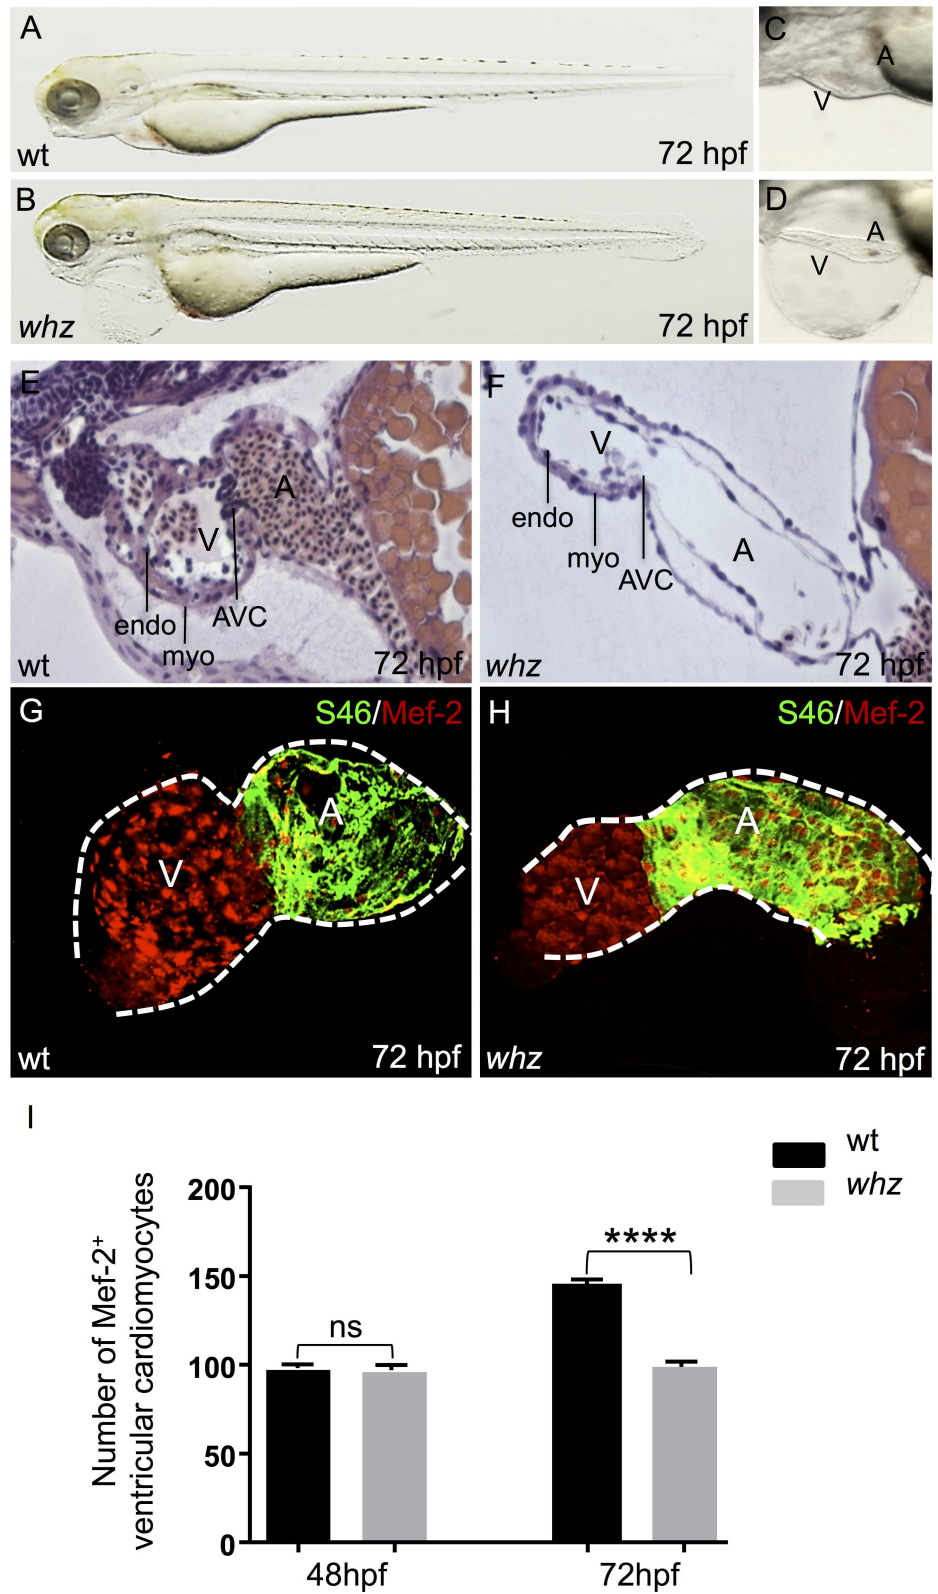 A
wt
72 hpf
C
A
V
B
whz
72 hpf
D
A
V
E
A
V
endo
AVC
myo
wt
72 hpf
F
V
endo
myo
AVC
A
whz
72 hpf
G
S46/Mef-2
A
V
wt
72 hpf
H
S46/Mef-2
A
V
whz
72 hpf
I
wt
whz
Number of Mef-2⁺
ventricular cardiomyocytes
200
150
100
50
0
ns
****
48hpf
72hpf